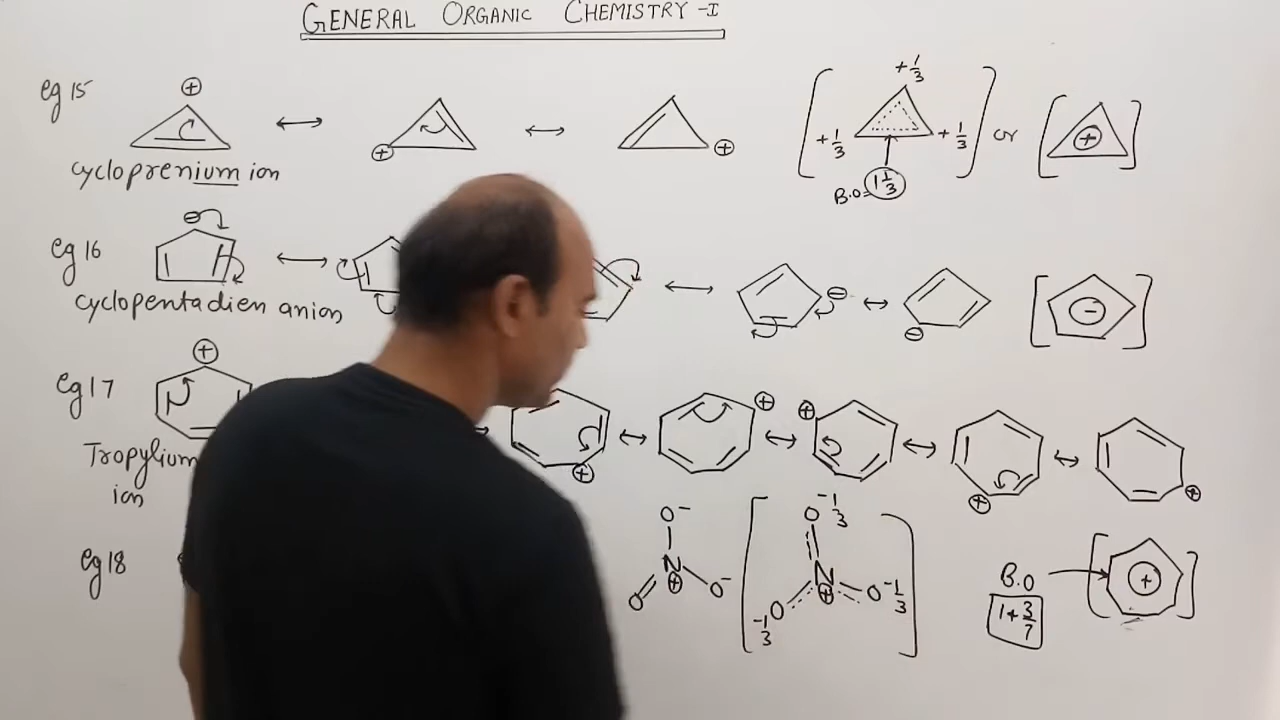 GENERAL ORGANIC CHEMISTRY -I
eg 15
⊕
⊕
⊕
+1/3
+1/3
+1/3
or
⊕
B.O=1 1/3
cycloprenium ion
eg 16
⊖
⊖
⊖
-
cyclopentadien anion
eg 17
⊕
⊕
⊕
⊕
⊕
⊕
Tropylium
ion
eg 18
O⁻
N
⊕
O
O⁻
O-1/3
N
⊕
O
-1/3
O-1/3
B.O
1+3/7
+